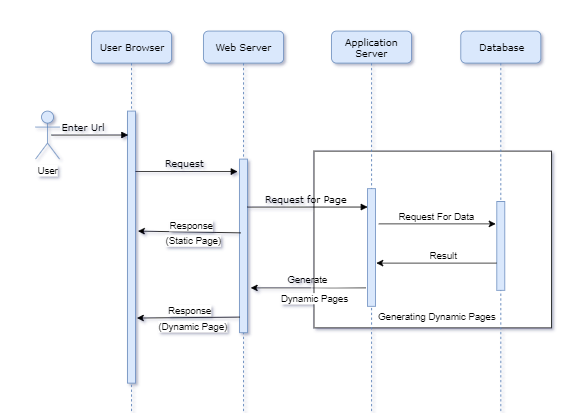 User Browser
Web Server
Application
Server
Database
Enter Url
User
Request
Request for Page
Request For Data
Response
(Static Page)
Result
Generate
Dynamic Pages
Response
(Dynamic Page)
Generating Dynamic Pages